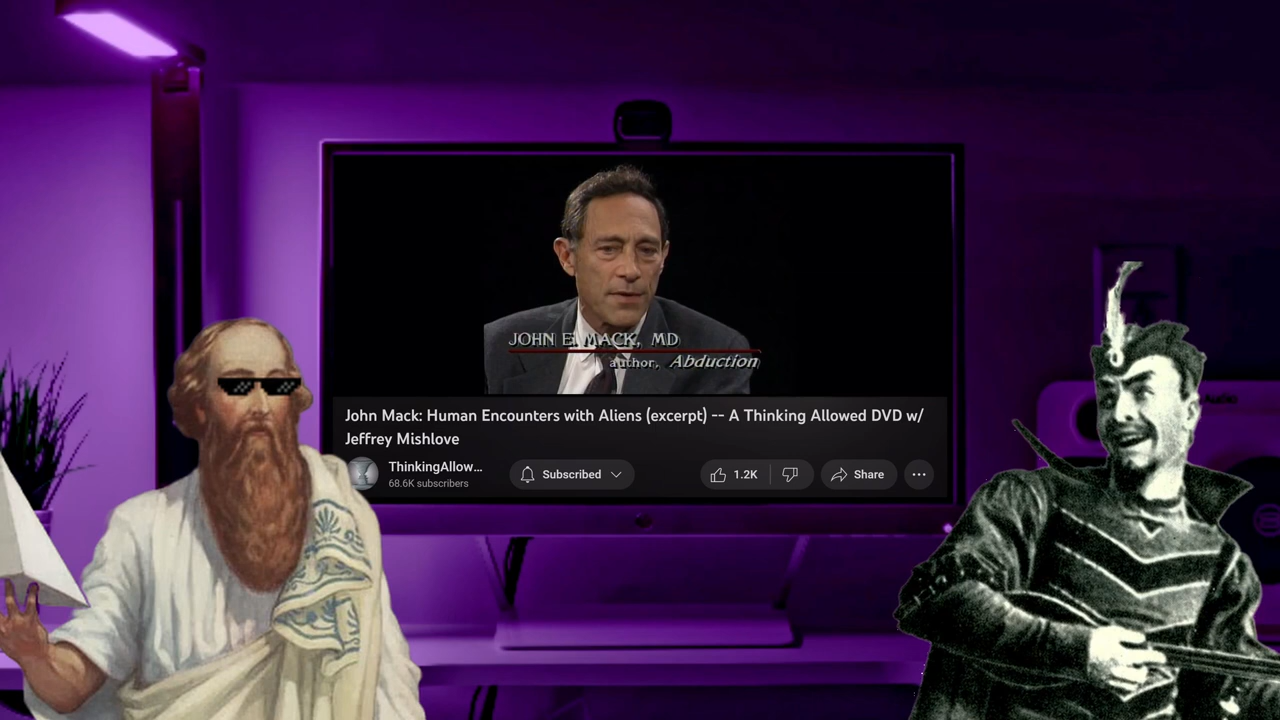 JOHN E. MACK, MD
author, Abduction
John Mack: Human Encounters with Aliens (excerpt) -- A Thinking Allowed DVD w/
Jeffrey Mishlove
ThinkingAllow...
68.6K subscribers
Subscribed
1.2K
Share
Audio